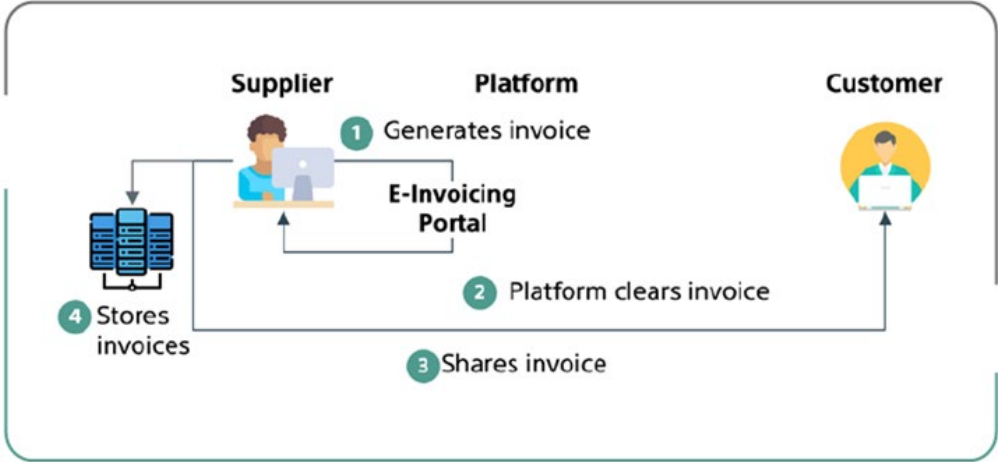 Supplier
Platform
Customer
1 Generates invoice
E-Invoicing
Portal
2 Platform clears invoice
4 Stores
invoices
3 Shares invoice